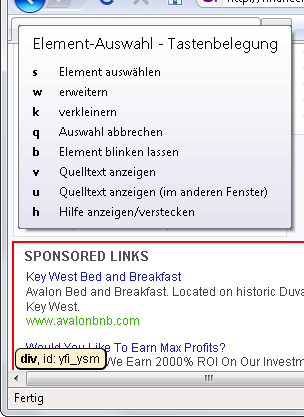 Element-Auswahl - Tastenbelegung
s Element auswählen
w erweitern
k verkleinern
q Auswahl abbrechen
b Element blinken lassen
v Quelltext anzeigen
u Quelltext anzeigen (im anderen Fenster)
h Hilfe anzeigen/verstecken
SPONSORED LINKS
Key West Bed and Breakfast
Avalon Bed and Breakfast. Located on historic Duva
Key West.
www.avalonbnb.com
Would You Like To Earn Max Profits?
div, id: yfi_ysm
We Earn 2000% ROI On Our Investm
Fertig